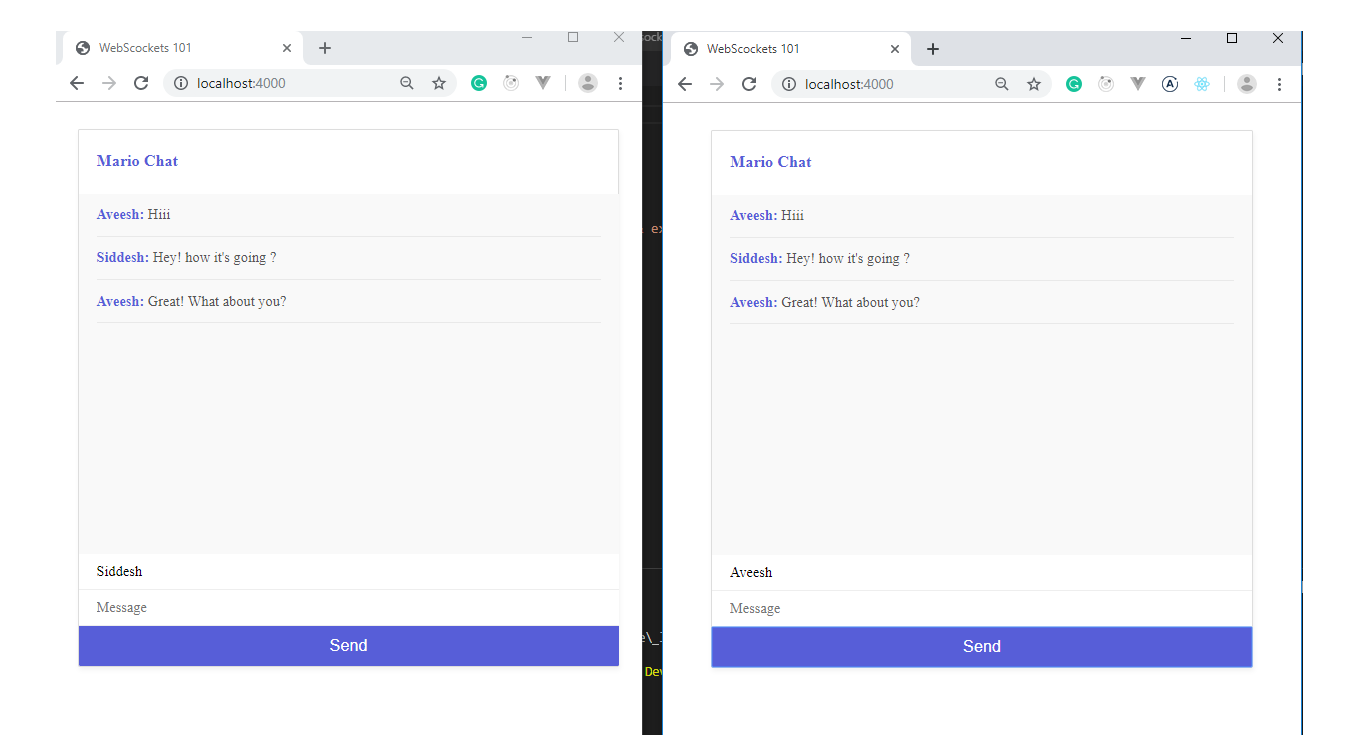 WebScockets 101
localhost:4000
Mario Chat
Aveesh: Hiii
Siddesh: Hey! how it's going ?
Aveesh: Great! What about you?
Siddesh
Message
Send
WebScockets 101
localhost:4000
Mario Chat
Aveesh: Hiii
Siddesh: Hey! how it's going ?
Aveesh: Great! What about you?
Aveesh
Message
Send